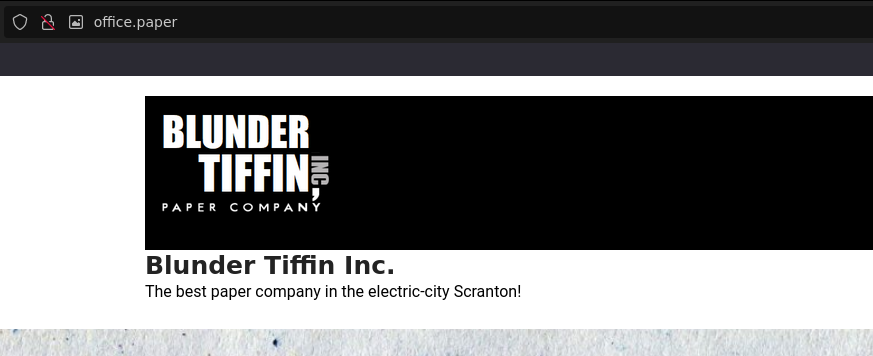 office.paper
BLUNDER
TIFFIN, INC
PAPER COMPANY
Blunder Tiffin Inc.
The best paper company in the electric-city Scranton!